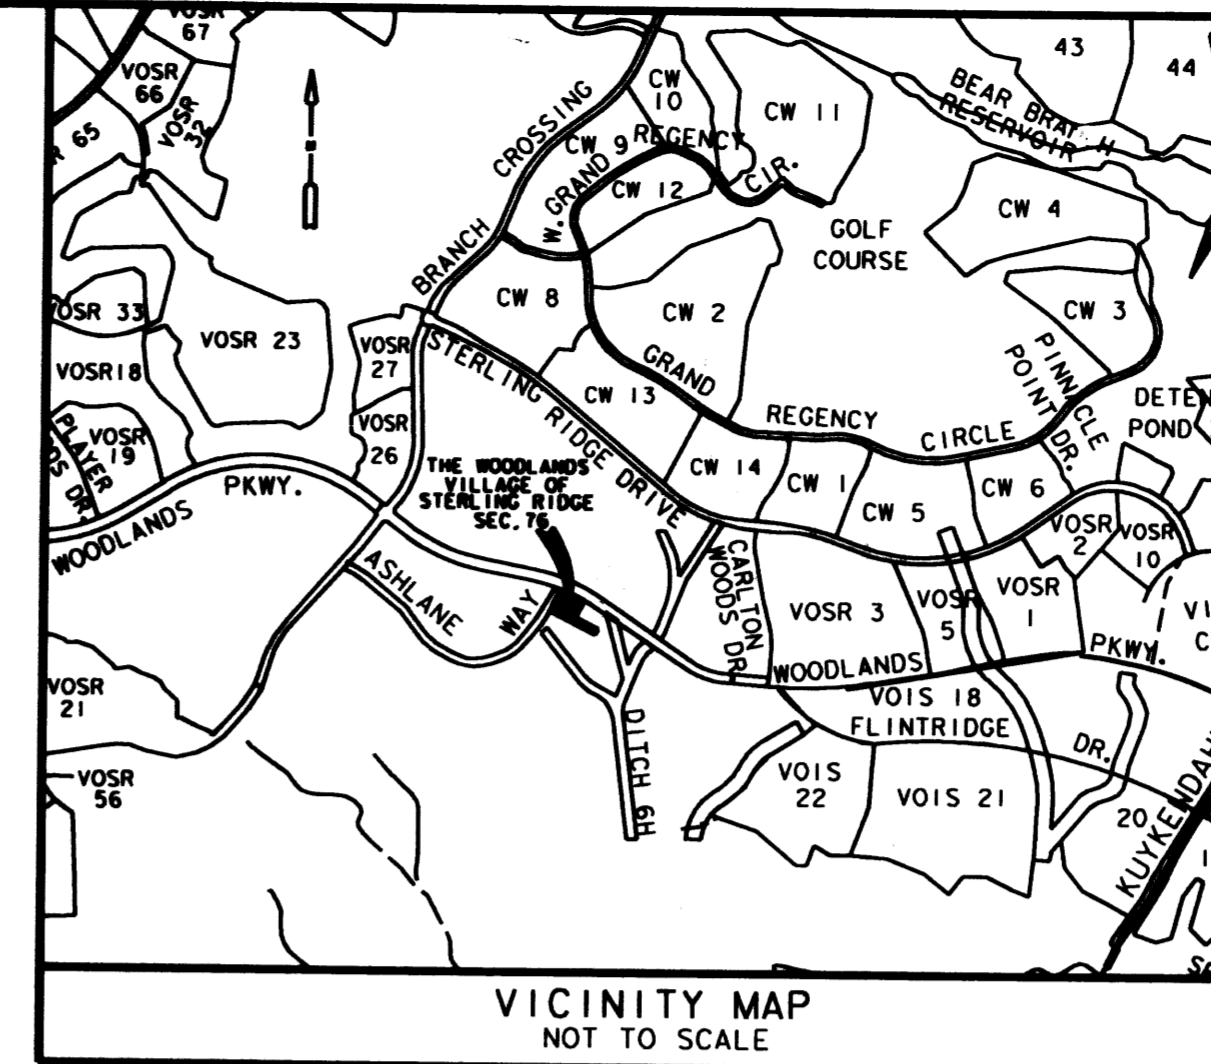 VOSR
67
VOSR
66
VOSR
32
65
43
44
BEAR BRA H
RESERVOIR
CW
10
CW 11
CW 9
REGENCY
CIR.
W. GRAND
CW 12
BRANCH CROSSING
CW 4
GOLF
COURSE
VOSR 33
VOSR 23
CW 8
CW 2
CW 3
VOSR
27
VOSR18
STERLING RIDGE DRIVE
GRAND REGENCY CIRCLE
PINNACLE
POINT DR.
CW 13
POND
PLAYER
DR.
VOSR
19
VOSR
26
CW 14
CW 1
CW 5
CW 6
THE WOODLANDS
VILLAGE OF
STERLING RIDGE
SEC. 76
WOODLANDS PKWY.
VOSR
2
VOSR
10
ASHLANE WAY
CARLTON
WOODS DR.
VOSR 3
VOSR
5
VOSR
1
WOODLANDS PKWY.
VOSR
21
VOIS 18
FLINTRIDGE DR.
DITCH 6H
VOSR
56
VOIS
22
VOIS 21
20
VICINITY MAP
NOT TO SCALE